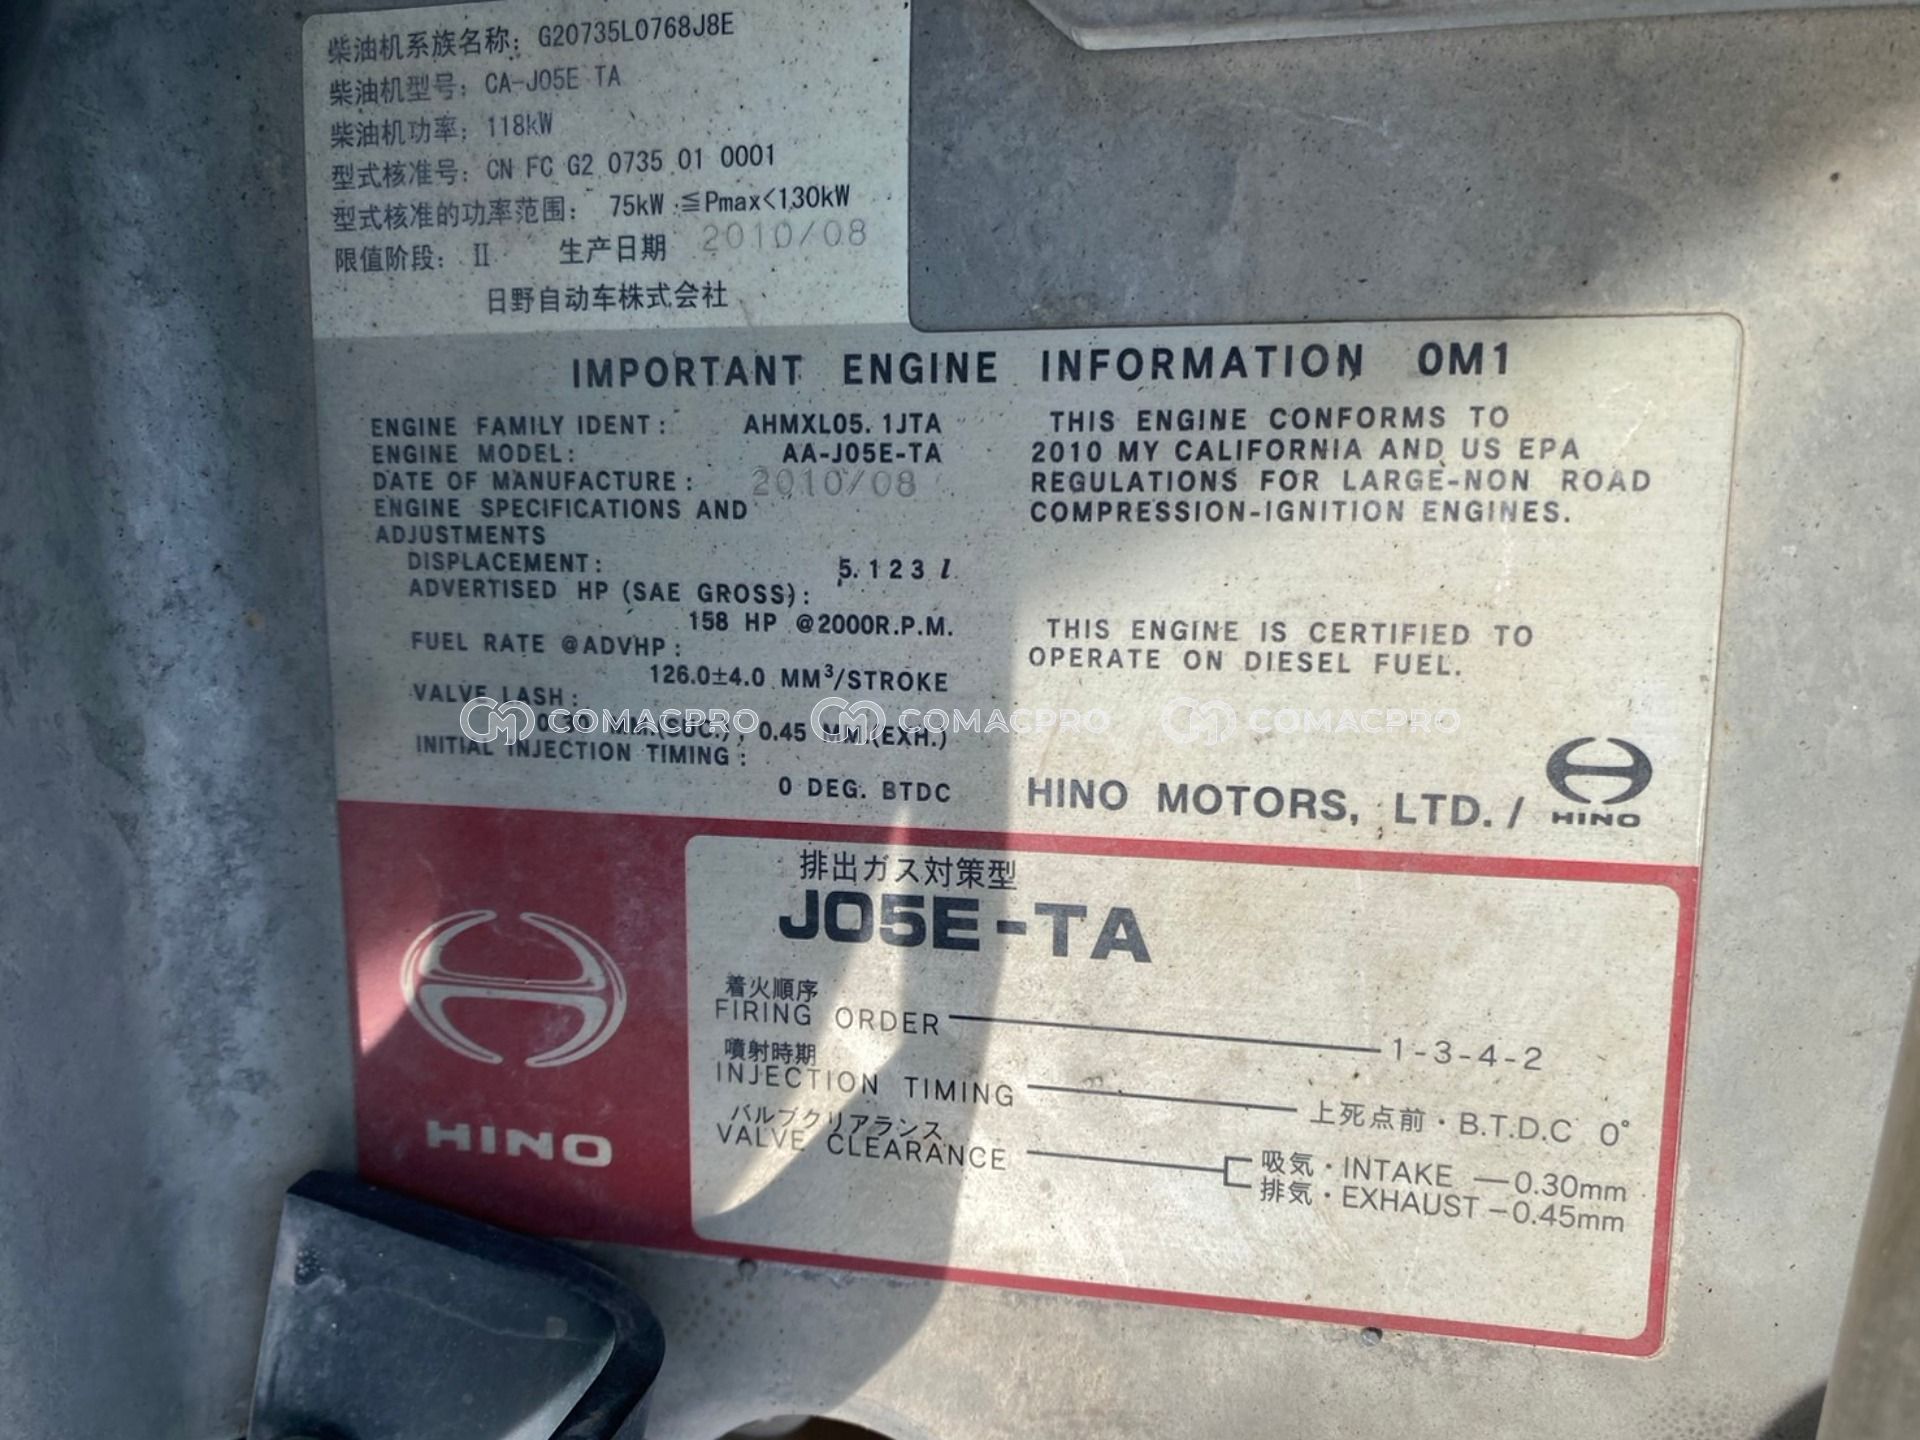 柴油机系族名称: G20735L0768J8E
柴油机型号: CA-J05E TA
柴油机功率: 118kW
型式核准号: CN FC G2 0735 01 0001
型式核准的功率范围: 75kW ≦Pmax<130kW
限值阶段: Ⅱ 生产日期 2010/08
日野自动车株式会社
IMPORTANT ENGINE INFORMATION 0M1
ENGINE FAMILY IDENT: AHMXL05.1JTA
ENGINE MODEL: AA-J05E-TA
DATE OF MANUFACTURE: 2010/08
ENGINE SPECIFICATIONS AND
ADJUSTMENTS
DISPLACEMENT: 5.123 l
ADVERTISED HP (SAE GROSS):
158 HP @2000R.P.M.
FUEL RATE @ADVHP:
126.0±4.0 MM³/STROKE
VALVE LASH:
0.30 MM.(SUC.), 0.45 MM.(EXH.)
INITIAL INJECTION TIMING:
0 DEG. BTDC
THIS ENGINE CONFORMS TO
2010 MY CALIFORNIA AND US EPA
REGULATIONS FOR LARGE-NON ROAD
COMPRESSION-IGNITION ENGINES.
THIS ENGINE IS CERTIFIED TO
OPERATE ON DIESEL FUEL.
COMACPRO COMACPRO COMACPRO
HINO MOTORS, LTD./
HINO
HINO
排出ガス対策型
J05E-TA
着火順序
FIRING ORDER 1-3-4-2
噴射時期
INJECTION TIMING 上死点前・B.T.D.C 0°
バルブクリアランス
VALVE CLEARANCE 吸気・INTAKE —0.30mm
排気・EXHAUST —0.45mm